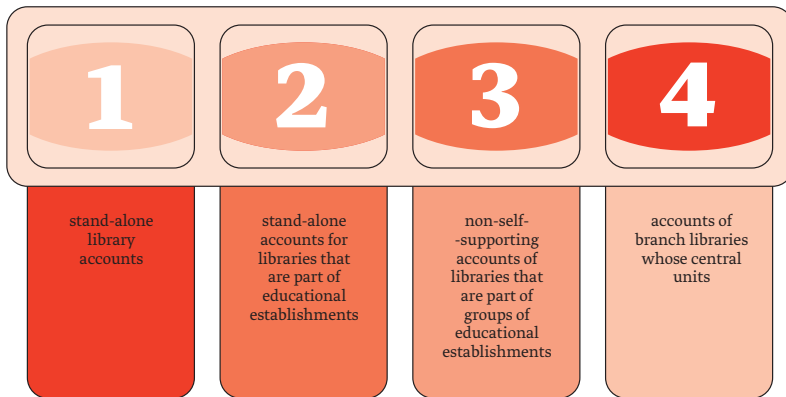 1
stand-alone
library
accounts
2
stand-alone
accounts for
libraries that
are part of
educational
establishments
3
non-self-
-supporting
accounts of
libraries that
are part of
groups of
educational
establishments
4
accounts of
branch libraries
whose central
units